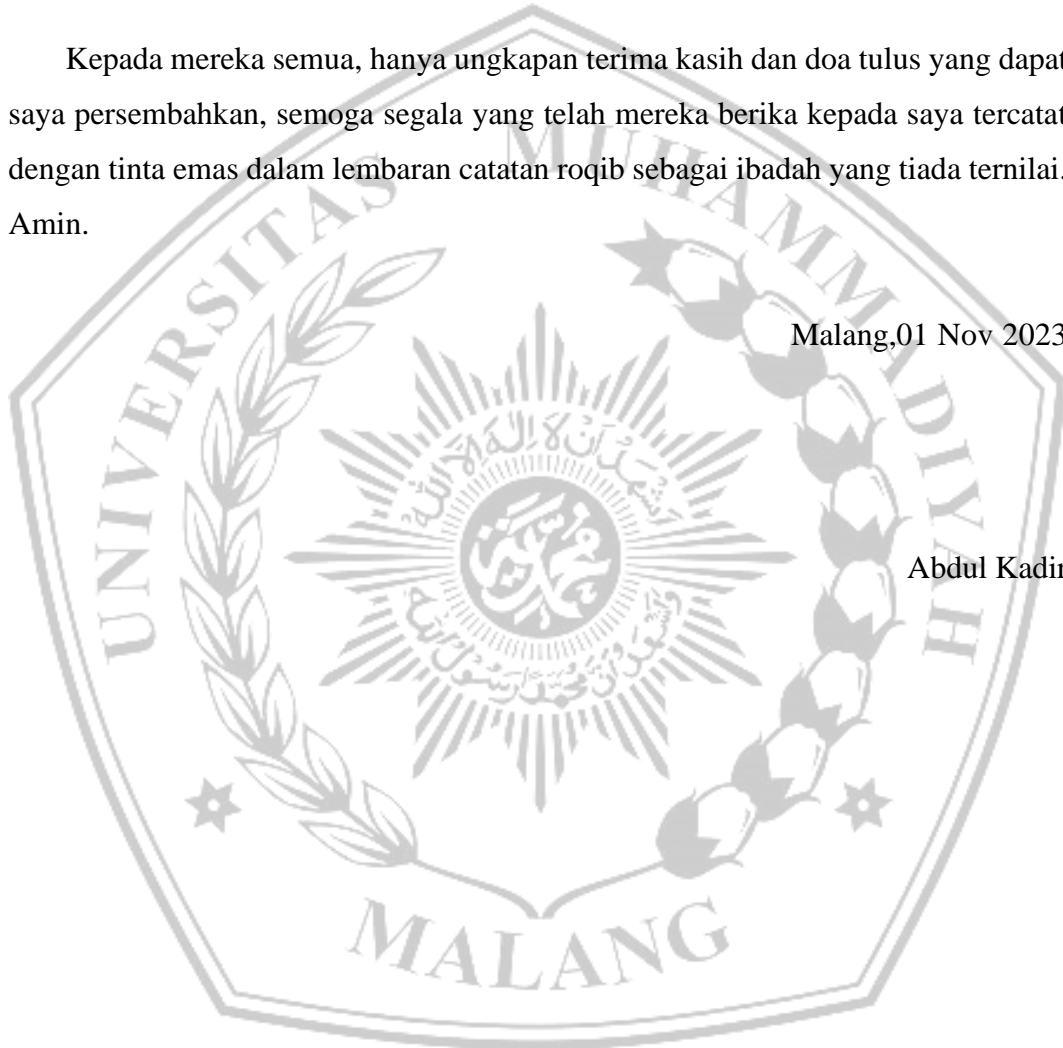 Kepada mereka semua, hanya ungkapan terima kasih dan doa tulus yang dapat
saya persembahkan, semoga segala yang telah mereka berika kepada saya tercatat
dengan tinta emas dalam lembaran catatan roqib sebagai ibadah yang tiada ternilai.
Amin.
Malang,01 Nov 2023
Abdul Kadir
UNIVERSITAS MUHAMMADIYAH
MALANG